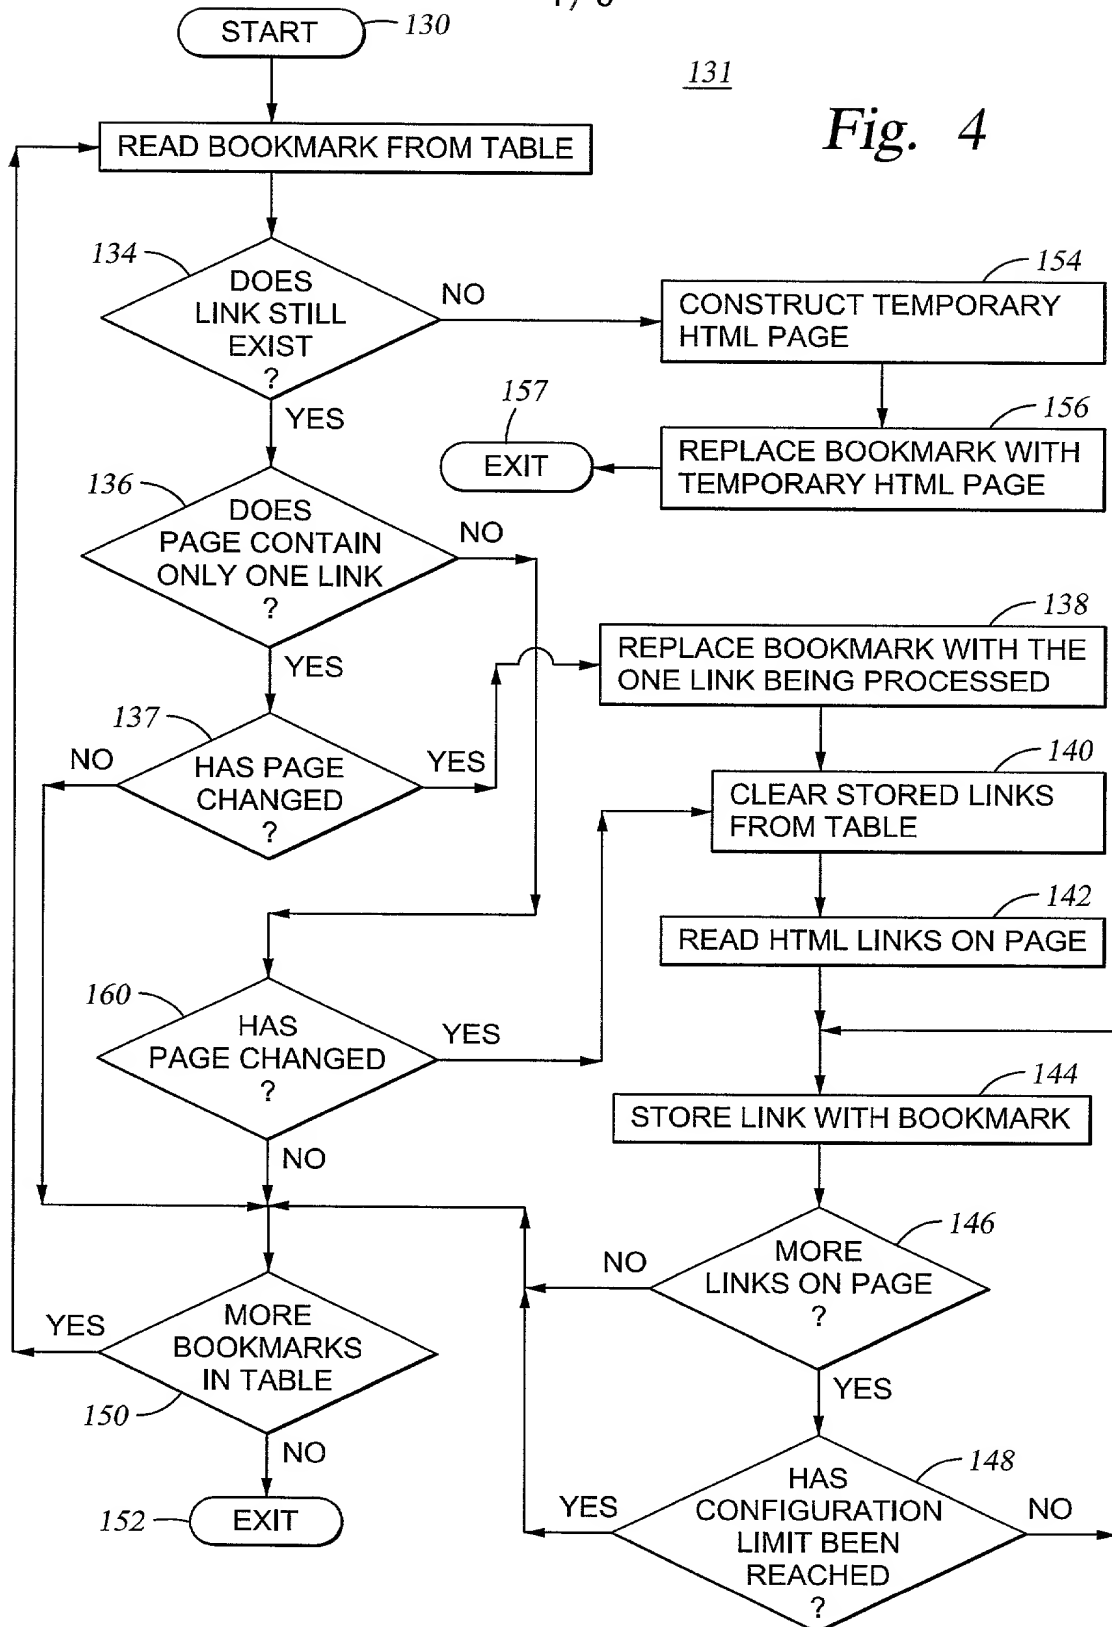 START
130
131
Fig. 4
READ BOOKMARK FROM TABLE
134
DOES
LINK STILL
EXIST
?
NO
YES
154
CONSTRUCT TEMPORARY
HTML PAGE
157
EXIT
156
REPLACE BOOKMARK WITH
TEMPORARY HTML PAGE
136
DOES
PAGE CONTAIN
ONLY ONE LINK
?
NO
YES
138
REPLACE BOOKMARK WITH THE
ONE LINK BEING PROCESSED
137
NO
HAS PAGE
CHANGED
?
YES
140
CLEAR STORED LINKS
FROM TABLE
142
READ HTML LINKS ON PAGE
160
HAS
PAGE CHANGED
?
YES
NO
144
STORE LINK WITH BOOKMARK
146
MORE
LINKS ON PAGE
?
NO
YES
YES
MORE
BOOKMARKS
IN TABLE
150
NO
152
EXIT
148
YES
HAS
CONFIGURATION
LIMIT BEEN
REACHED
?
NO